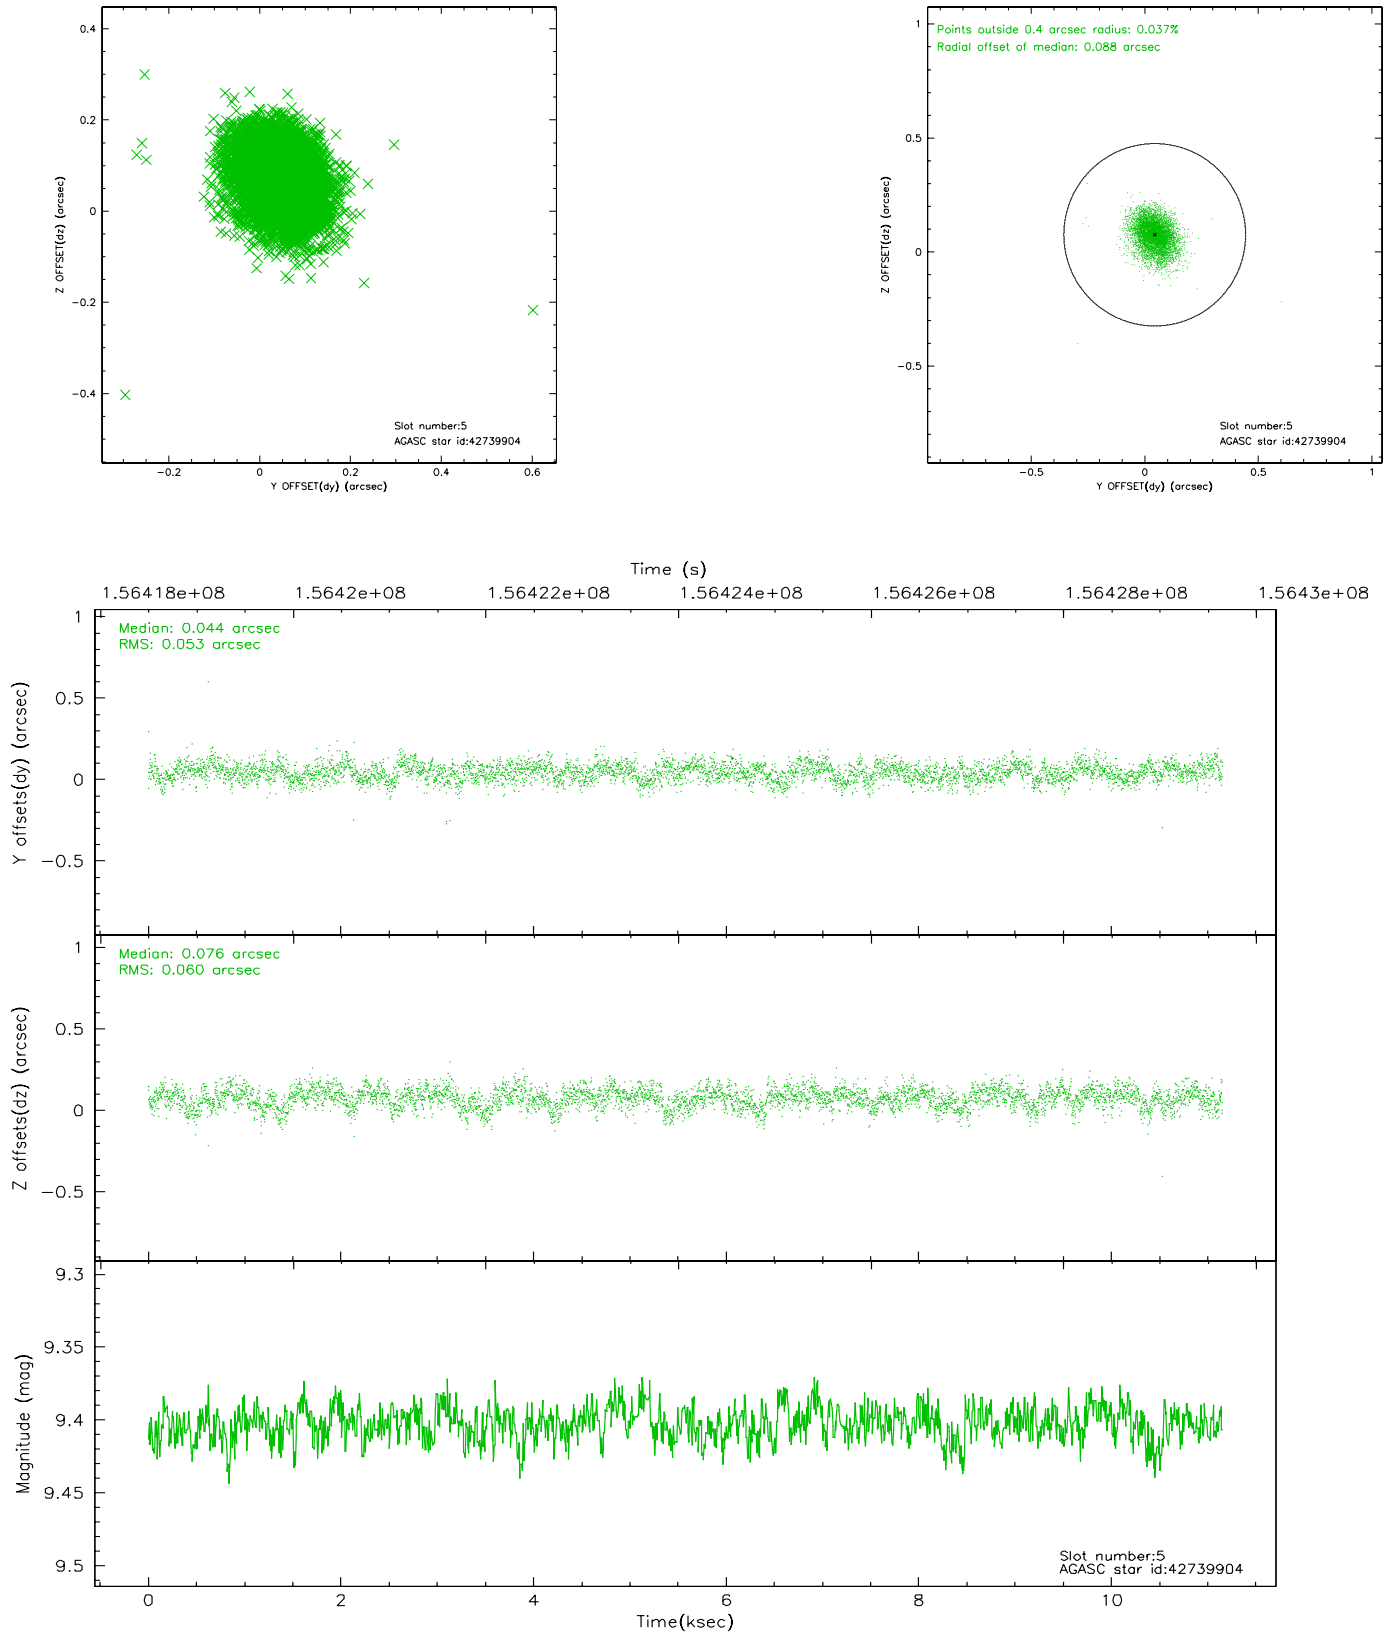 0.4
0.2
0
-0.2
-0.4
Z OFFSET(dz) (arcsec)
Slot number:5
AGASC star id:42739904
-0.2 0 0.2 0.4 0.6
Y OFFSET(dy) (arcsec)
Points outside 0.4 arcsec radius: 0.037%
Radial offset of median: 0.088 arcsec
1
0.5
0
-0.5
Z OFFSET(dz) (arcsec)
Slot number:5
AGASC star id:42739904
-0.5 0 0.5 1
Y OFFSET(dy) (arcsec)
Time (s)
1.56418e+08 1.5642e+08 1.56422e+08 1.56424e+08 1.56426e+08 1.56428e+08 1.5643e+08
Median: 0.044 arcsec
RMS: 0.053 arcsec
1
0.5
0
-0.5
Y offsets(dy) (arcsec)
Median: 0.076 arcsec
RMS: 0.060 arcsec
1
0.5
0
-0.5
Z offsets(dz) (arcsec)
9.3
9.35
9.4
9.45
9.5
Magnitude (mag)
Slot number:5
AGASC star id:42739904
0 2 4 6 8 10
Time(ksec)